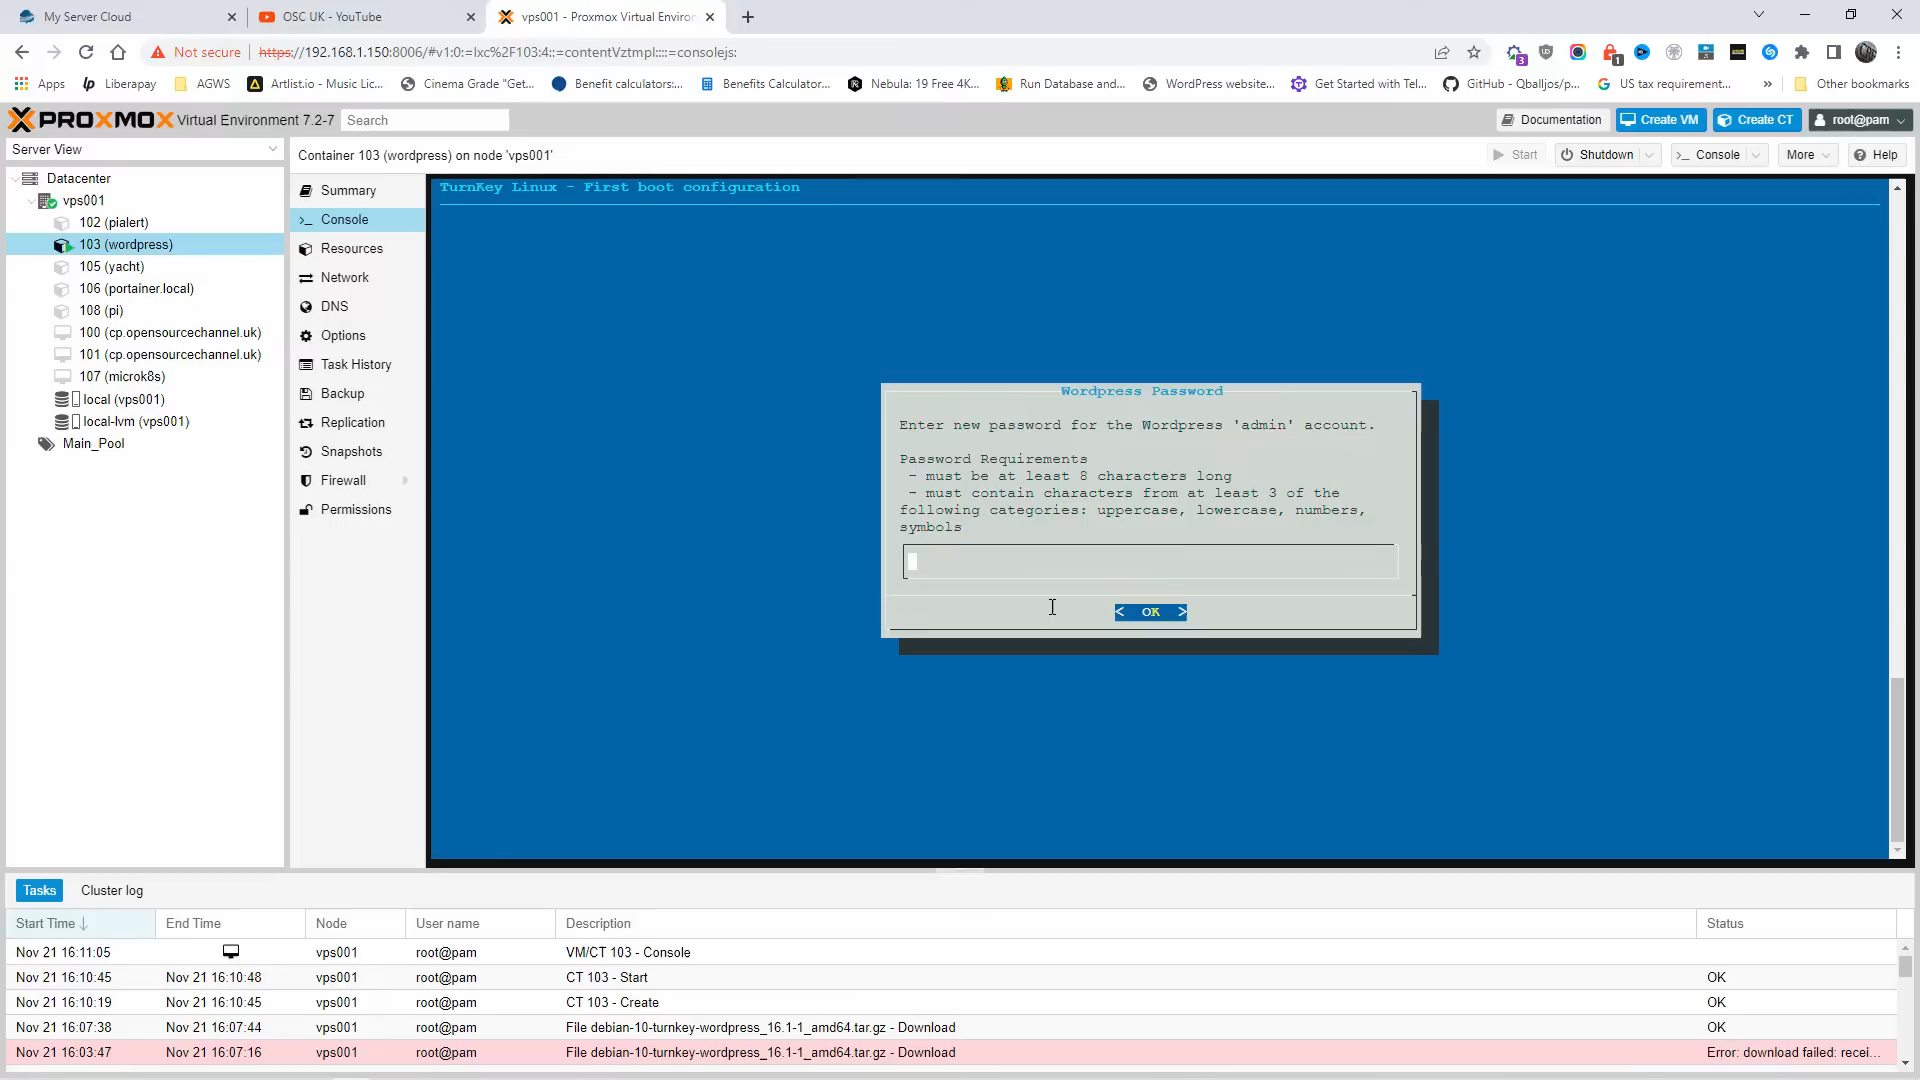 My Server Cloud
OSC UK - YouTube
vps001 - Proxmox Virtual Enviror
Not secure
https://192.168.1.150:8006/#v1:0:=lxc%2F103:4::=contentVztmpl::::=consolejs:
3
1
Apps
Liberapay
AGWS
Artlist.io - Music Lic...
Cinema Grade "Get...
Benefit calculators:...
Benefits Calculator...
Nebula: 19 Free 4K...
Run Database and...
WordPress website...
Get Started with Tel...
GitHub - Qballjos/p...
US tax requirement...
»
Other bookmarks
PROXMOX Virtual Environment 7.2-7
Search
Documentation
Create VM
Create CT
root@pam
Server View
Container 103 (wordpress) on node 'vps001'
Start
Shutdown
Console
More
Help
Datacenter
vps001
102 (pialert)
103 (wordpress)
105 (yacht)
106 (portainer.local)
108 (pi)
100 (cp.opensourcechannel.uk)
101 (cp.opensourcechannel.uk)
107 (microk8s)
local (vps001)
local-lvm (vps001)
Main_Pool
Summary
Console
Resources
Network
DNS
Options
Task History
Backup
Replication
Snapshots
Firewall
Permissions
TurnKey Linux - First boot configuration
Wordpress Password
Enter new password for the Wordpress 'admin' account.
Password Requirements
- must be at least 8 characters long
- must contain characters from at least 3 of the
following categories: uppercase, lowercase, numbers,
symbols
< OK >
Tasks
Cluster log
Start Time
End Time
Node
User name
Description
Status
Nov 21 16:11:05 vps001 root@pam VM/CT 103 - Console
Nov 21 16:10:45 Nov 21 16:10:48 vps001 root@pam CT 103 - Start OK
Nov 21 16:10:19 Nov 21 16:10:45 vps001 root@pam CT 103 - Create OK
Nov 21 16:07:38 Nov 21 16:07:44 vps001 root@pam File debian-10-turnkey-wordpress_16.1-1_amd64.tar.gz - Download OK
Nov 21 16:03:47 Nov 21 16:07:16 vps001 root@pam File debian-10-turnkey-wordpress_16.1-1_amd64.tar.gz - Download Error: download failed: recei...